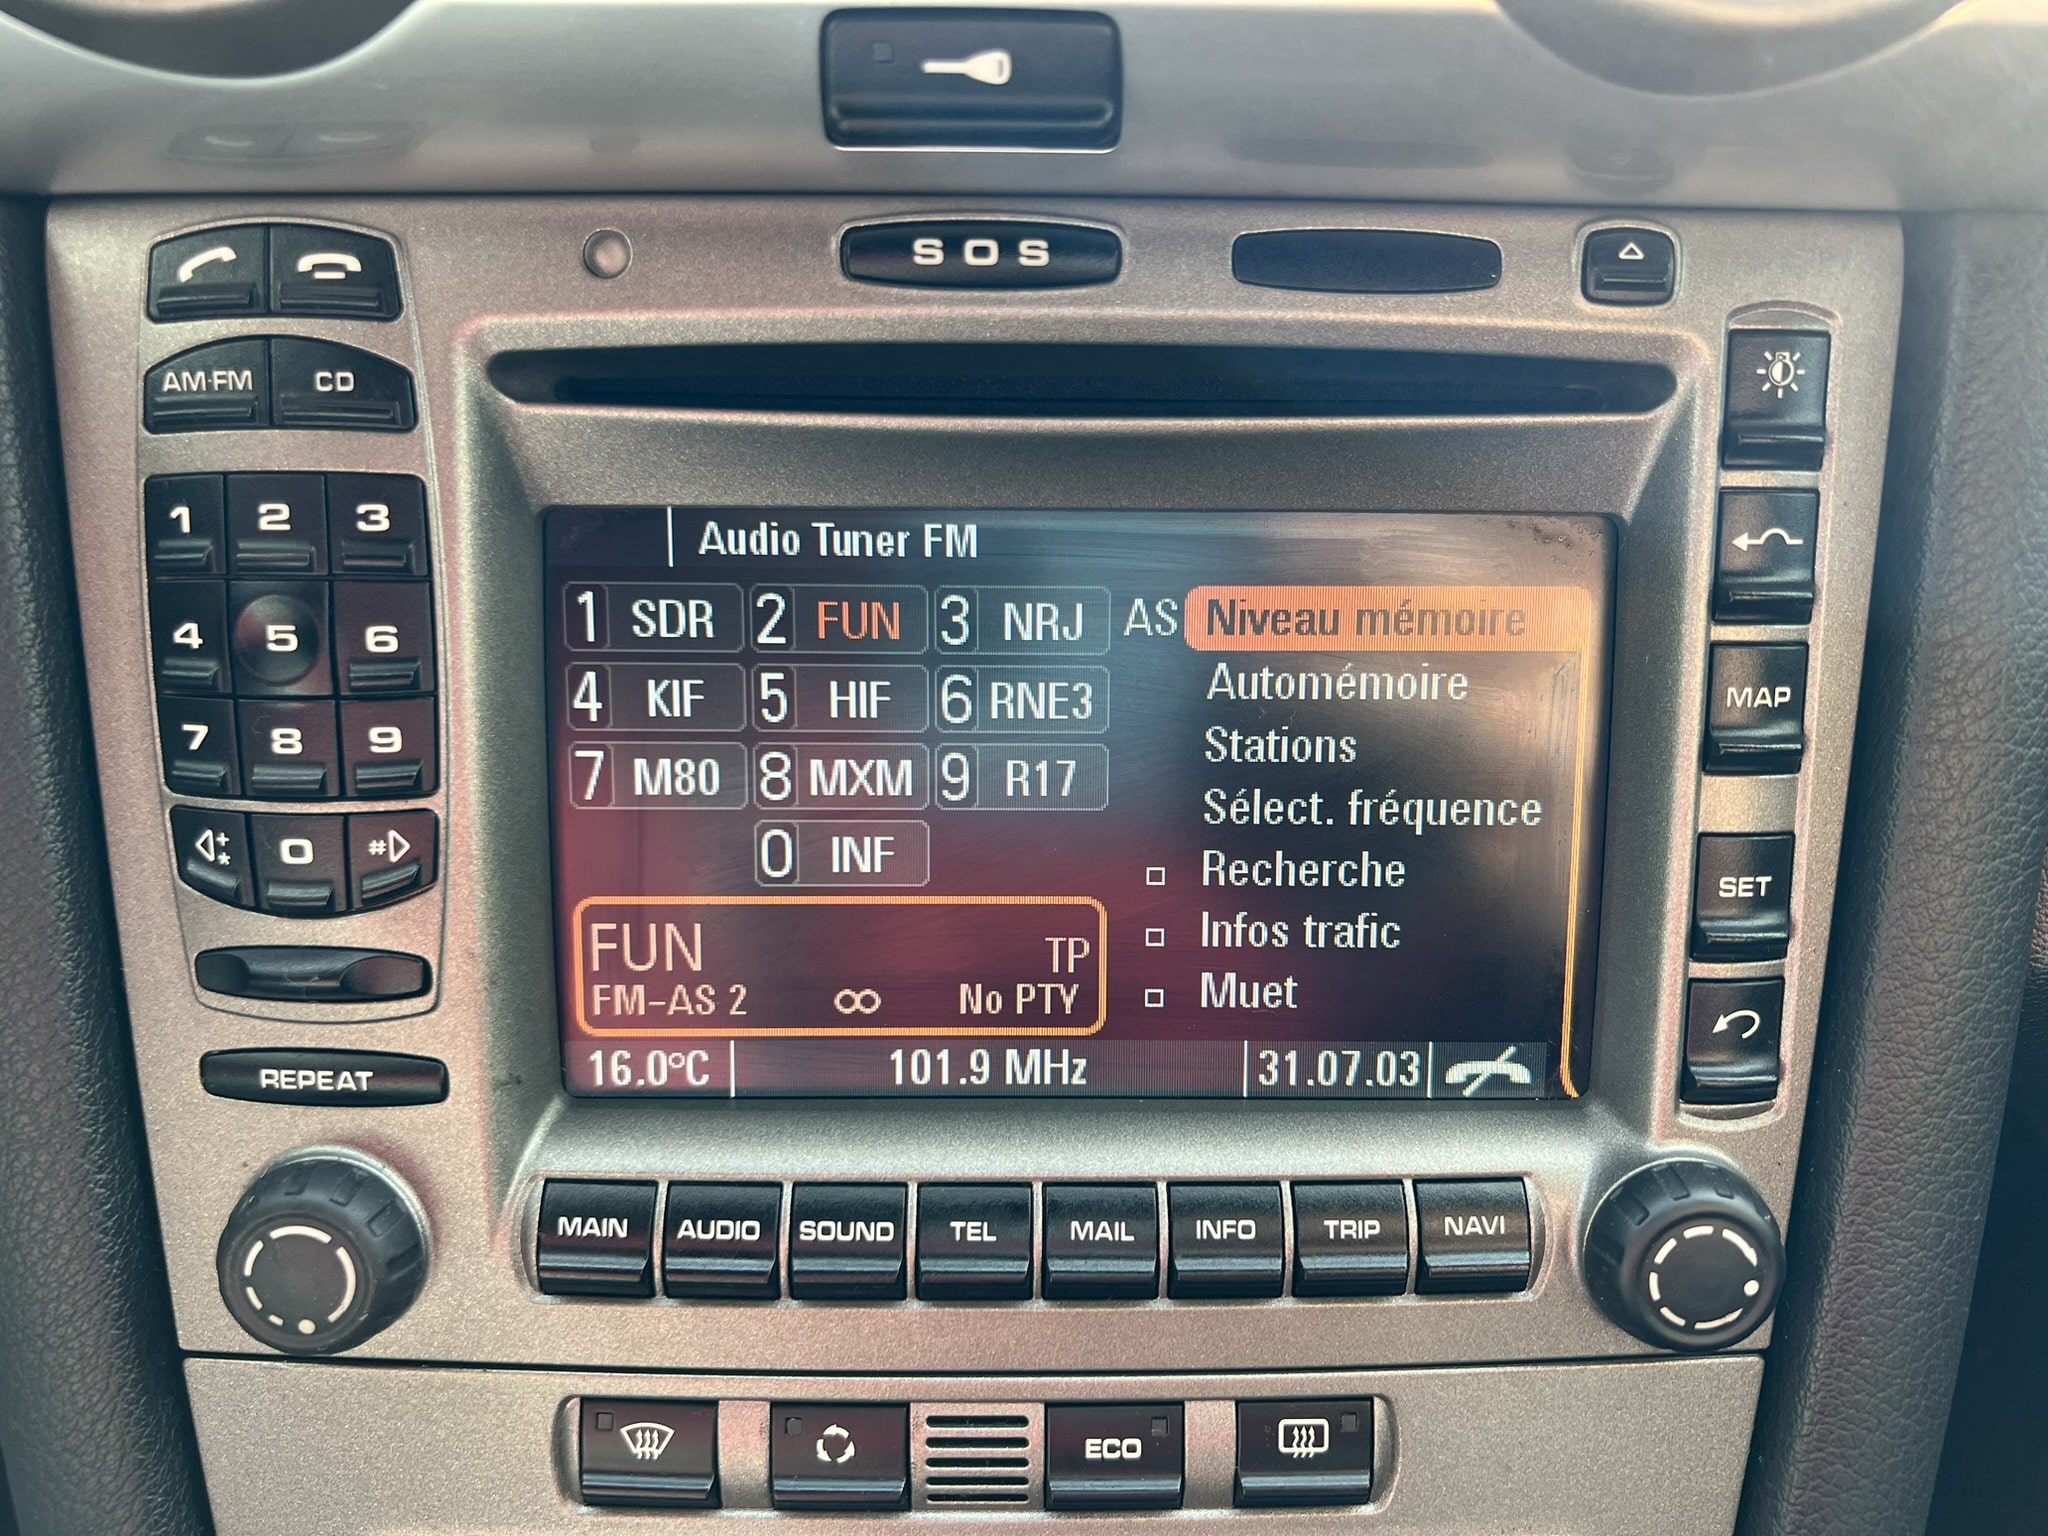 SOS
AM·FM CD
1 2 3
4 5 6
7 8 9
* 0 #
REPEAT
Audio Tuner FM
1 SDR 2 FUN 3 NRJ AS
4 KIF 5 HIF 6 RNE3
7 M80 8 MXM 9 R17
0 INF
Niveau mémoire
Automémoire
Stations
Sélect. fréquence
Recherche
Infos trafic
Muet
FUN TP
FM-AS 2 ∞ No PTY
16.0°C 101.9 MHz 31.07.03
MAP
SET
MAIN AUDIO SOUND TEL MAIL INFO TRIP NAVI
ECO